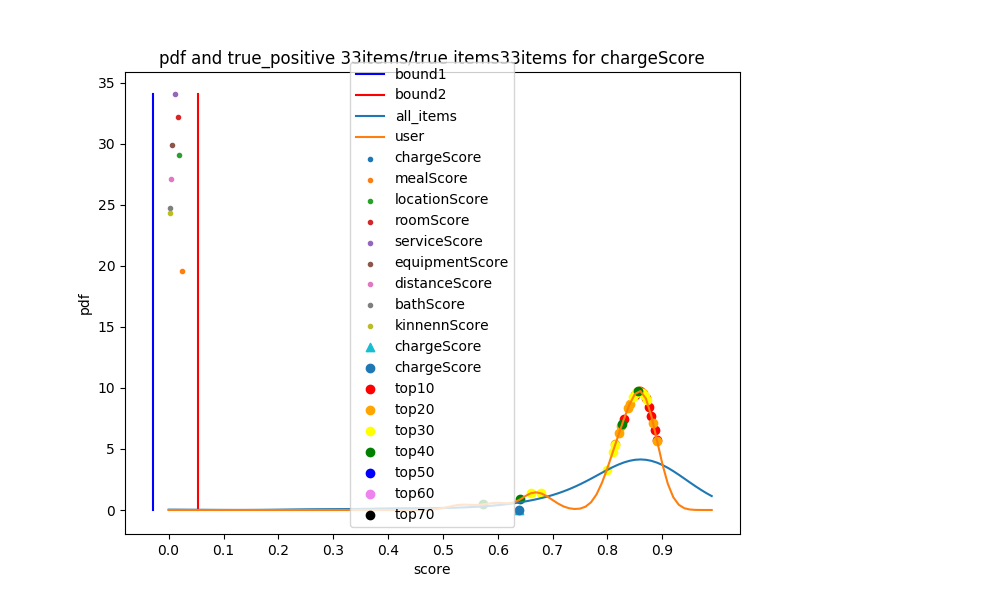 pdf and true_positive 33items/true items33items for chargeScore
35
30
25
20
15
10
5
0
pdf
bound1
bound2
all_items
user
chargeScore
mealScore
locationScore
roomScore
serviceScore
equipmentScore
distanceScore
bathScore
kinnennScore
chargeScore
chargeScore
top10
top20
top30
top40
top50
top60
top70
0.0 0.1 0.2 0.3 0.4 0.5 0.6 0.7 0.8 0.9
score